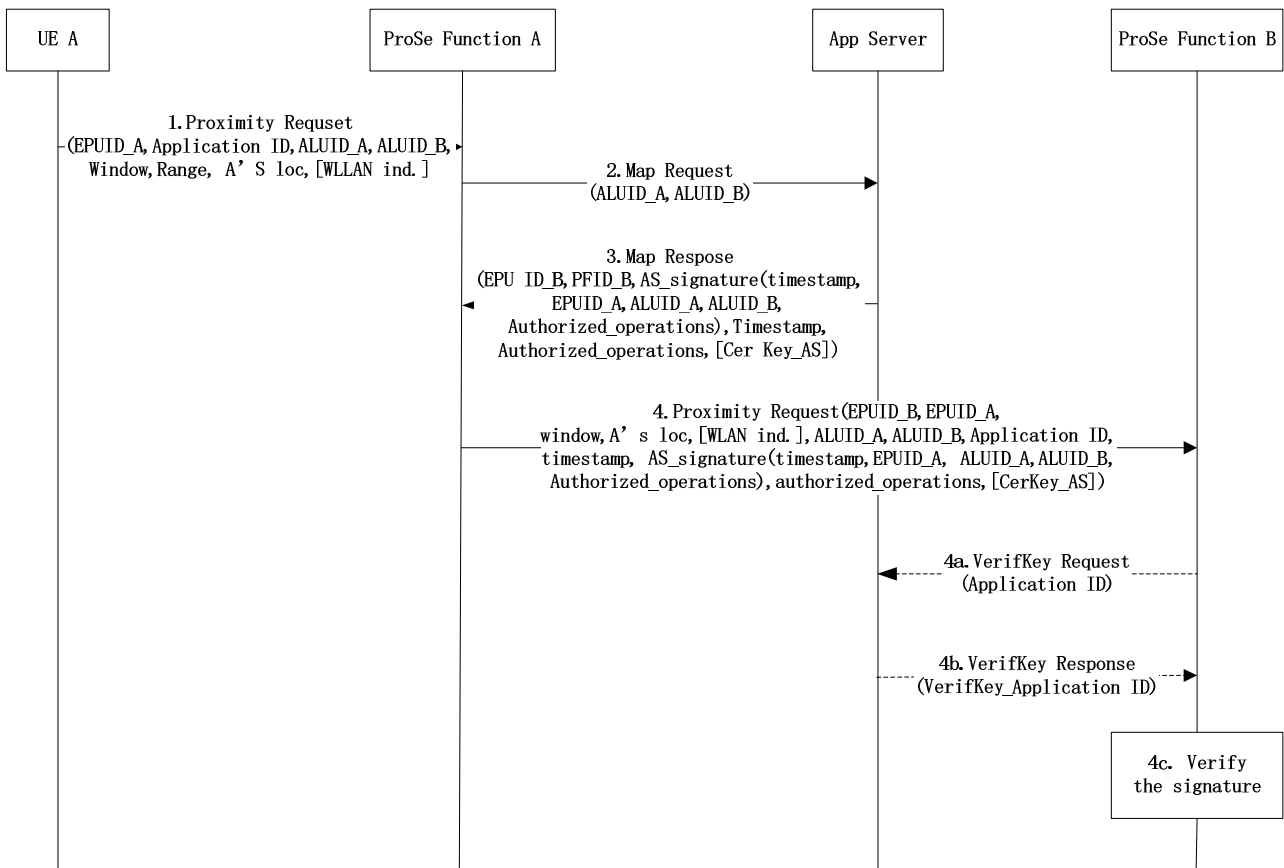 UE A
ProSe Function A
App Server
ProSe Function B
1.Proximity Requset
(EPUID_A,Application ID,ALUID_A,ALUID_B,
Window,Range, A’S loc,[WLLAN ind.]
2.Map Request
(ALUID_A,ALUID_B)
3.Map Respose
(EPU ID_B,PFID_B,AS_signature(timestamp,
EPUID_A,ALUID_A,ALUID_B,
Authorized_operations),Timestamp,
Authorized_operations,[Cer Key_AS])
4.Proximity Request(EPUID_B,EPUID_A,
window,A’s loc,[WLAN ind.],ALUID_A,ALUID_B,Application ID,
timestamp, AS_signature(timestamp,EPUID_A, ALUID_A,ALUID_B,
Authorized_operations),authorized_operations,[CerKey_AS])
4a.VerifKey Request
(Application ID)
4b.VerifKey Response
(VerifKey_Application ID)
4c. Verify
the signature